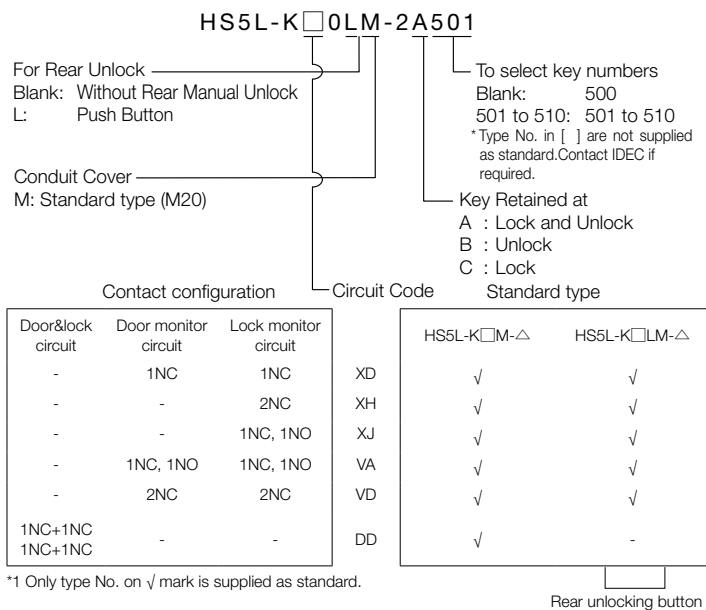 HS5L-K□0LM-2A501
For Rear Unlock
Blank: Without Rear Manual Unlock
L: Push Button
Conduit Cover
M: Standard type (M20)
To select key numbers
Blank: 500
501 to 510: 501 to 510
* Type No. in [ ] are not supplied
as standard.Contact IDEC if
required.
Key Retained at
A : Lock and Unlock
B : Unlock
C : Lock
Contact configuration
Circuit Code
Standard type
Door&lock circuit Door monitor circuit Lock monitor circuit HS5L-K□M-△ HS5L-K□LM-△
- 1NC 1NC XD √ √
- - 2NC XH √ √
- - 1NC, 1NO XJ √ √
- 1NC, 1NO 1NC, 1NO VA √ √
- 2NC 2NC VD √ √
1NC+1NC
1NC+1NC - - DD √ -
*1 Only type No. on √ mark is supplied as standard.
Rear unlocking button